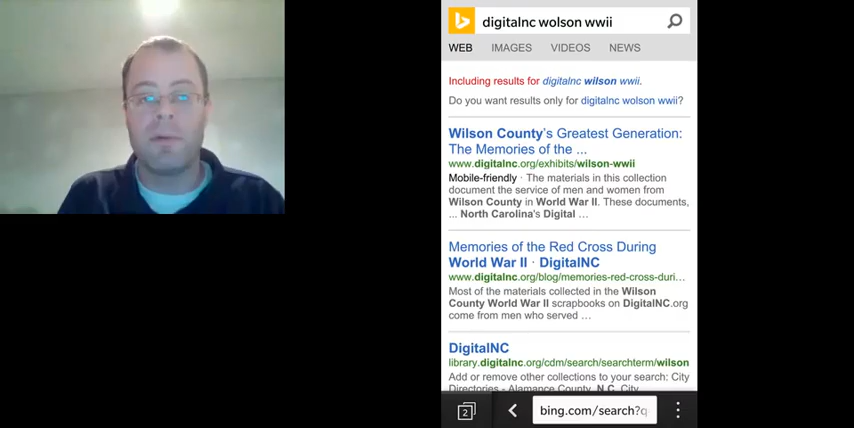 digitalnc wolson wwii
WEB IMAGES VIDEOS NEWS
Including results for digitalnc wilson wwii.
Do you want results only for digitalnc wolson wwii?
Wilson County's Greatest Generation:
The Memories of the ...
www.digitalnc.org/exhibits/wilson-wwii
Mobile-friendly · The materials in this collection
document the service of men and women from
Wilson County in World War II. These documents,
... North Carolina's Digital ...
Memories of the Red Cross During
World War II · DigitalNC
www.digitalnc.org/blog/memories-red-cross-duri...
Most of the materials collected in the Wilson
County World War II scrapbooks on DigitalNC.org
come from men who served ...
DigitalNC
library.digitalnc.org/cdm/search/searchterm/wilson
Add or remove other collections to your search: City
Directories - Alamance County, N.C. City
2
bing.com/search?q